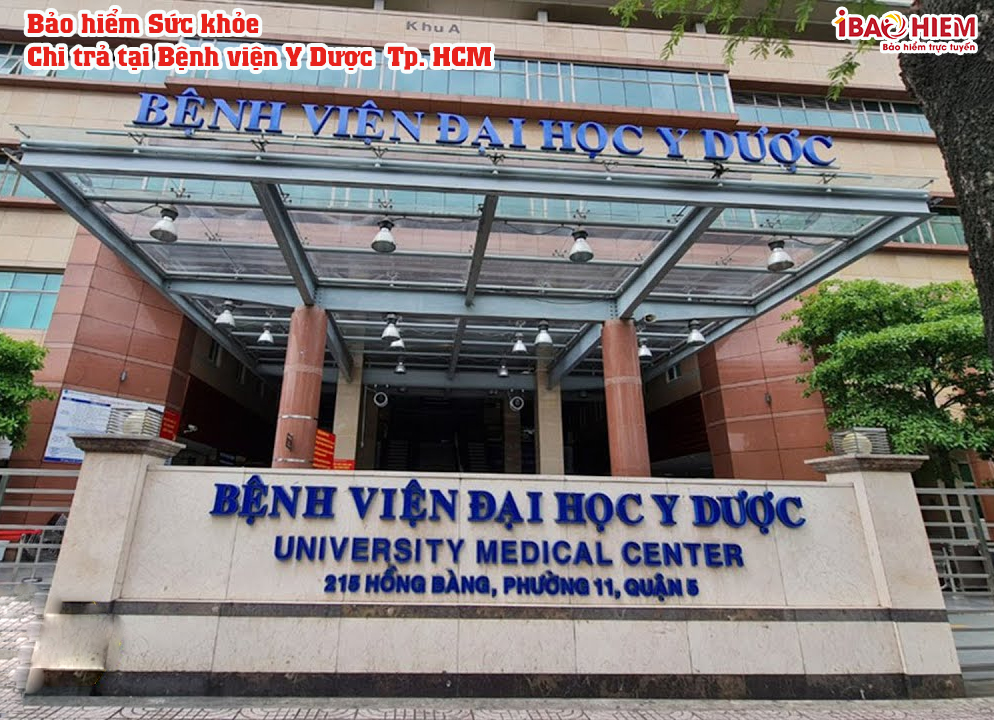 Bảo hiểm Sức khỏe
Chi trả tại Bệnh viện Y Dược Tp. HCM
iBAOHIEM
Bảo hiểm trực tuyến
Khu A
BỆNH VIỆN ĐẠI HỌC Y DƯỢC
BỆNH VIỆN ĐẠI HỌC Y DƯỢC
UNIVERSITY MEDICAL CENTER
215 HỒNG BÀNG, PHƯỜNG 11, QUẬN 5